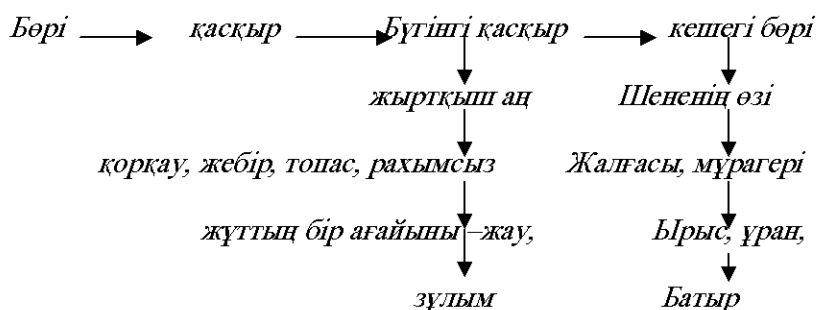 Бөрі қасқыр Бүгінгі қасқыр кешегі бөрі
жыртқыш аң Шененің өзі
қорқау, жебір, топас, рахымсыз Жалғасы, мұрагері
жұттың бір ағайыны –жау, Ырыс, ұран,
зұлым Батыр